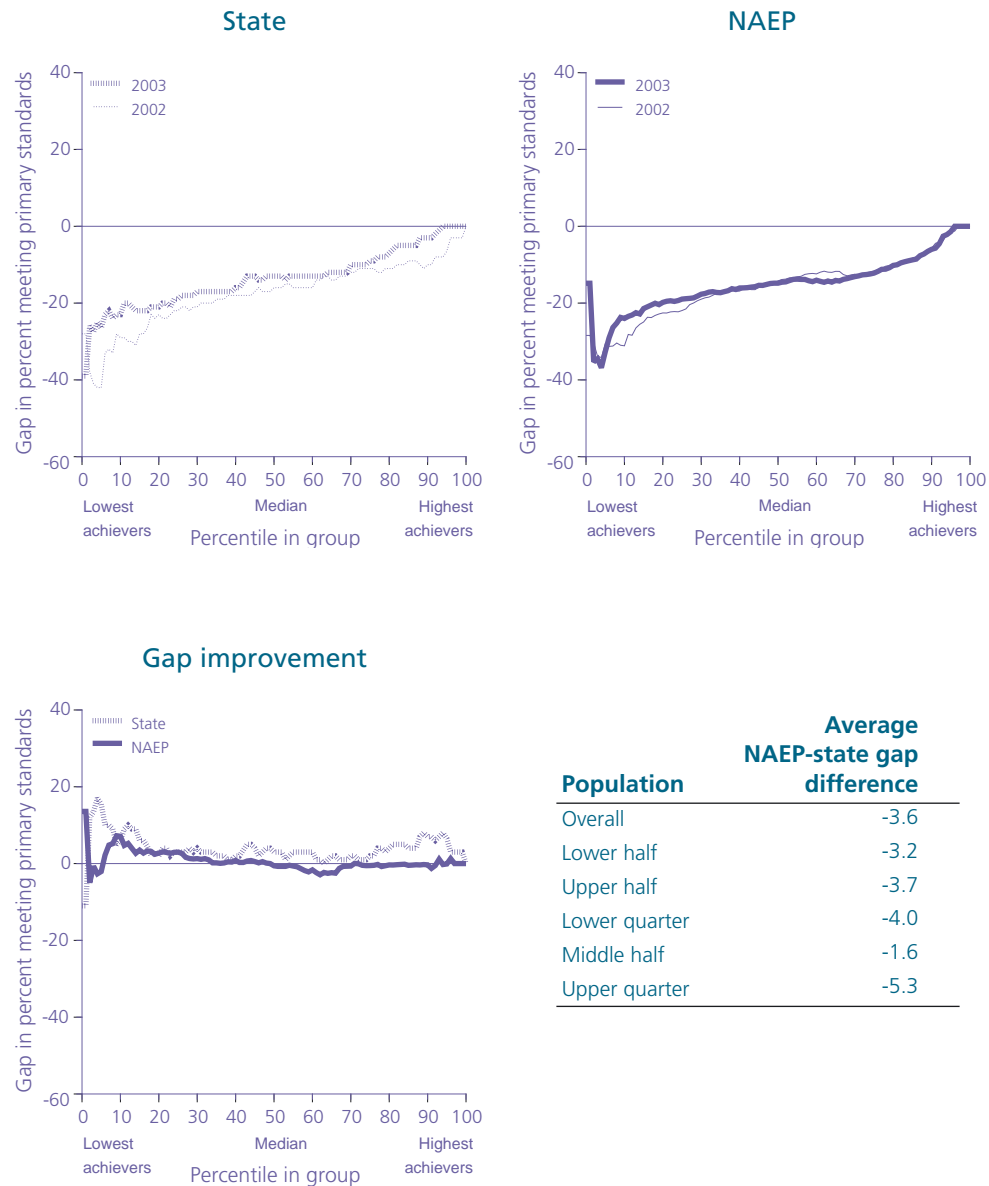 State
Gap in percent meeting primary standards
40
20
0
-20
-40
-60
2003
2002
0 10 20 30 40 50 60 70 80 90 100
Lowest achievers
Median
Highest achievers
Percentile in group
NAEP
Gap in percent meeting primary standards
40
20
0
-20
-40
-60
2003
2002
0 10 20 30 40 50 60 70 80 90 100
Lowest achievers
Median
Highest achievers
Percentile in group
Gap improvement
Gap in percent meeting primary standards
40
20
0
-20
-40
-60
State
NAEP
0 10 20 30 40 50 60 70 80 90 100
Lowest achievers
Median
Highest achievers
Percentile in group
Population Average NAEP-state gap difference
Overall -3.6
Lower half -3.2
Upper half -3.7
Lower quarter -4.0
Middle half -1.6
Upper quarter -5.3